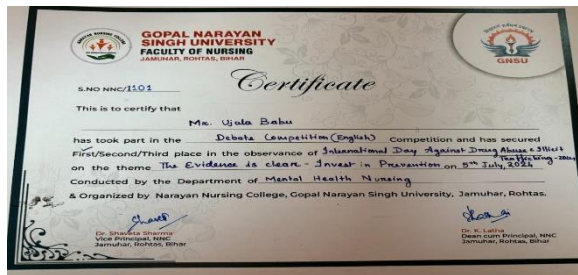 GOPAL NARAYAN
SINGH UNIVERSITY
FACULTY OF NURSING
JAMUHAR, ROHTAS, BIHAR
GNSU
S.NO NNC/1101
Certificate
This is to certify that
Mr. Ujala Babu
has took part in the Debate Competition (English) Competition and has secured
First/Second/Third place in the observance of International Day Against Drug Abuse & Illicit
Trafficking-2024
on the theme The Evidence is clear - Invest in Prevention on 5th July, 2024
Conducted by the Department of Mental Health Nursing
& Organized by Narayan Nursing College, Gopal Narayan Singh University, Jamuhar, Rohtas.
Dr. Shaveta Sharma
Vice Principal, NNC
Jamuhar, Rohtas, Bihar
Dr. K. Latha
Dean cum Principal, NNC
Jamuhar, Rohtas, Bihar